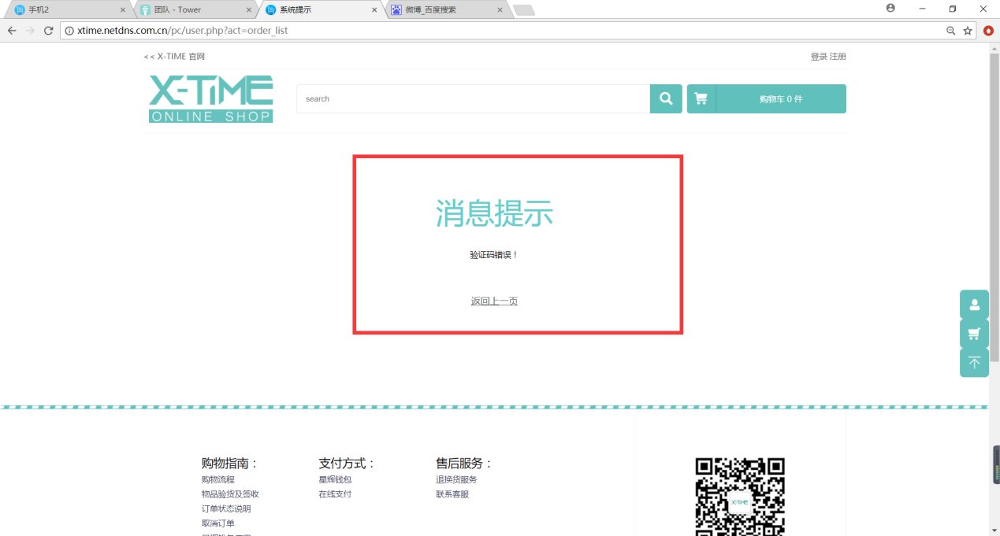 手机2
团队 - Tower
系统提示
微博_百度搜索
xtime.netdns.com.cn/pc/user.php?act=order_list
<< X-TIME 官网
登录 注册
X-TiME
ONLINE SHOP
search
购物车 0 件
消息提示
验证码错误！
返回上一页
购物指南：
支付方式：
售后服务：
购物流程
星辉钱包
退换货服务
物品验货及签收
在线支付
联系客服
订单状态说明
取消订单
X-TiME